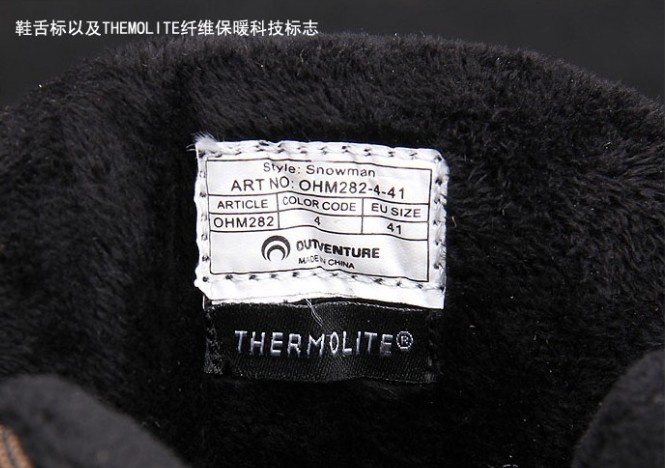 鞋舌标以及THEMOLITE纤维保暖科技标志
Style: Snowman
ART NO: OHM282-4-41
ARTICLE COLOR CODE EU SIZE
OHM282 4 41
OUTVENTURE
MADE IN CHINA
THERMOLITE®